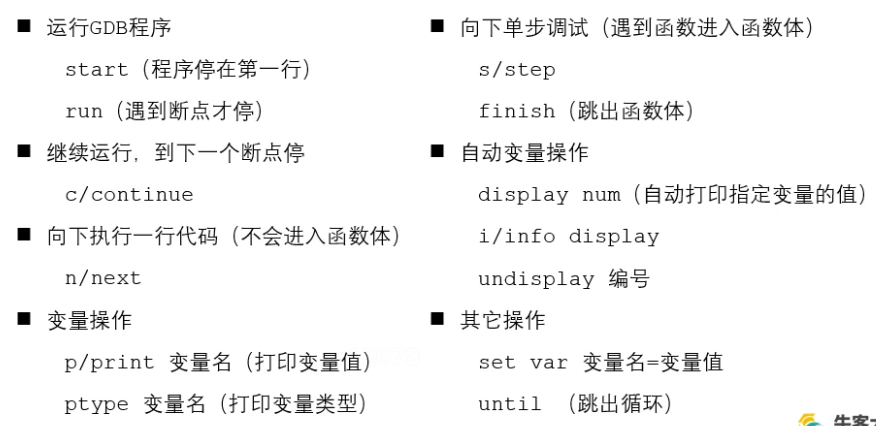 ■ 运行GDB程序
start（程序停在第一行）
run（遇到断点才停）
■ 继续运行，到下一个断点停
c/continue
■ 向下执行一行代码（不会进入函数体）
n/next
■ 变量操作
p/print 变量名（打印变量值）
ptype 变量名（打印变量类型）
■ 向下单步调试（遇到函数进入函数体）
s/step
finish（跳出函数体）
■ 自动变量操作
display num（自动打印指定变量的值）
i/info display
undisplay 编号
■ 其它操作
set var 变量名=变量值
until （跳出循环）
牛客